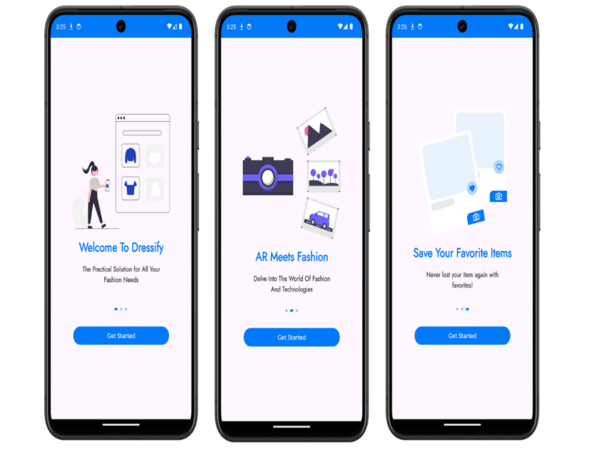 3:25
Welcome To Dressify
The Practical Solution for All Your
Fashion Needs
Get Started
3:25
AR Meets Fashion
Delve Into The World Of Fashion
And Technologies
Get Started
3:26
Save Your Favorite Items
Never lost your item again with
favorites!
Get Started